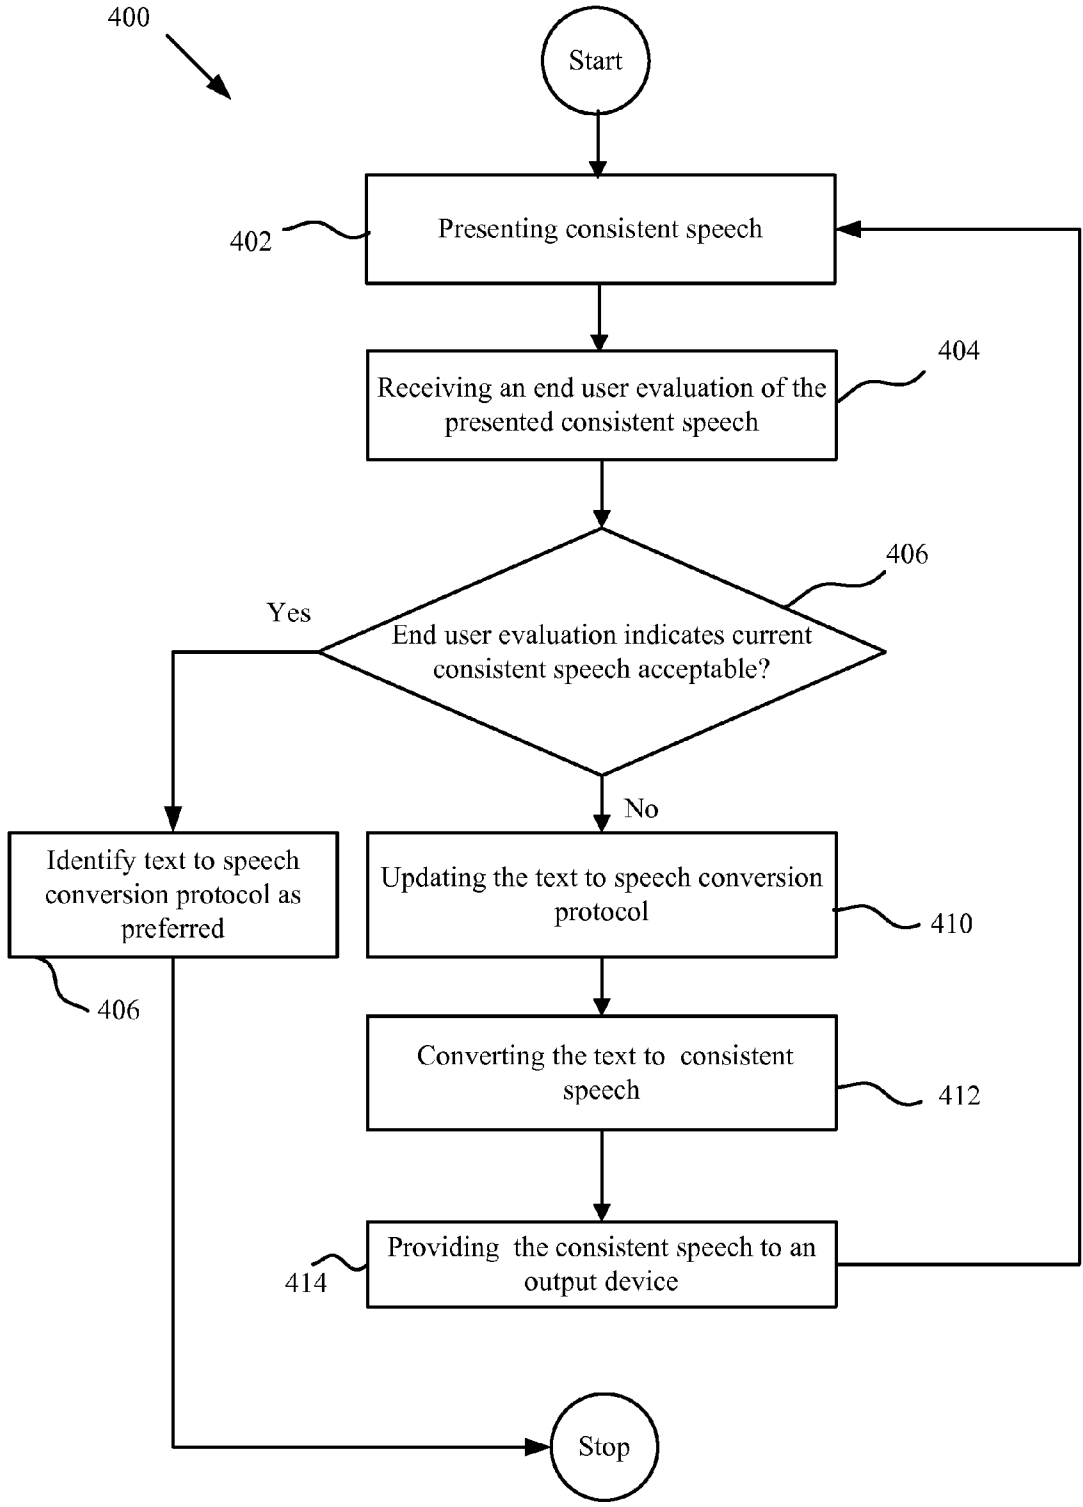 400
Start
Presenting consistent speech
402
Receiving an end user evaluation of the
presented consistent speech
404
406
Yes
End user evaluation indicates current
consistent speech acceptable?
No
Identify text to speech
conversion protocol as
preferred
406
Updating the text to speech conversion
protocol
410
Converting the text to consistent
speech
412
Providing the consistent speech to an
output device
414
Stop